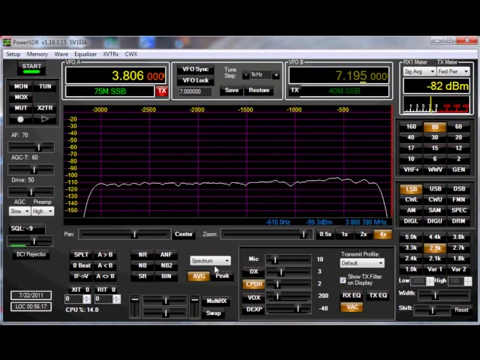 PowerSDR v1.19.3.15 SV1EIA
Setup Memory Wave Equalizer XVTRs CWX
START
MON TUN
MOX
MUT X2TR
AF: 70
AGC-T: 60
Drive: 50
AGC Preamp
Slow High
SQL: -9
BCI Rejectio
7/22/2011
LOC 00:56:17
CPU %: 14.0
VFO A
3.806 000
75M SSB TX
VFO Sync
VFO Lock
7.000000
Tune Step:
1kHz
Save Restore
VFO B
7.195 000
TX 40M SSB
RX1 Meter TX Meter
Sig Avg Fwd Pwr
-82 dBm
-3000 -2500 -2000 -1500 -1000 -500
-20
-30
-40
-50
-60
-70
-80
-90
-100
-110
-120
-130
-140
-150
Pan: Center Zoom: 0.5x 1x 2x 4x
SPLT A > B
0 Beat A < B
IF->V A <> B
XIT 0 RIT 0
0 0
NR ANF
NB NB2
SR BIN
Spectrum
AVG Peak
MultiRX
Swap
Mic 10
DX 3
CPDR 2
VOX 200
DEXP -40
Transmit Profile:
Default
Show TX Filter on Display
RX EQ TX EQ
VAC
160 80 60
40 30 20
17 15 12
10 6 2
VHF+ WWV GEN
LSB USB DSB
CWL CWU FMN
AM SAM SPEC
DIGL DIGU DRM
5.0k 4.4k 3.8k
3.3k 2.9k 2.7k
2.4k 2.1k 1.8k
1.0k Var 1 Var 2
Low High
Width:
Shift: Reset